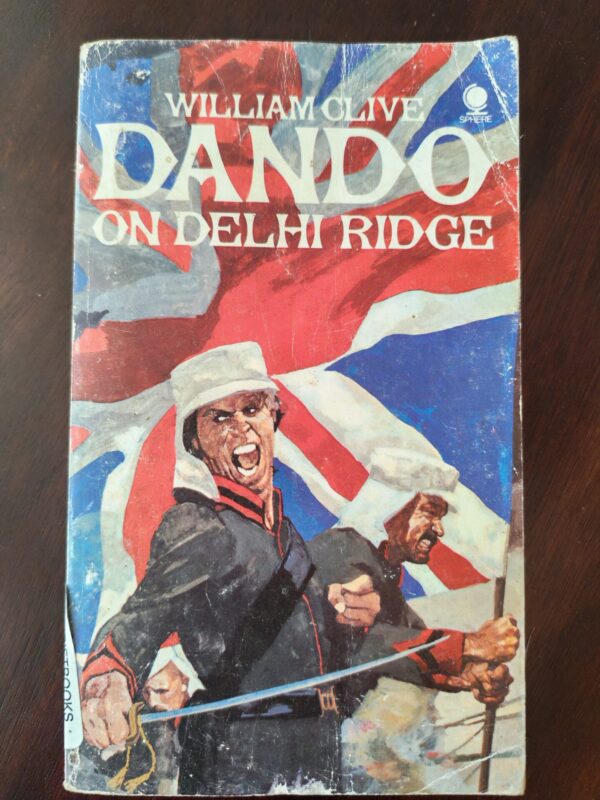 WILLIAM CLIVE
SPHERE
DANDO
ON DELHI RIDGE